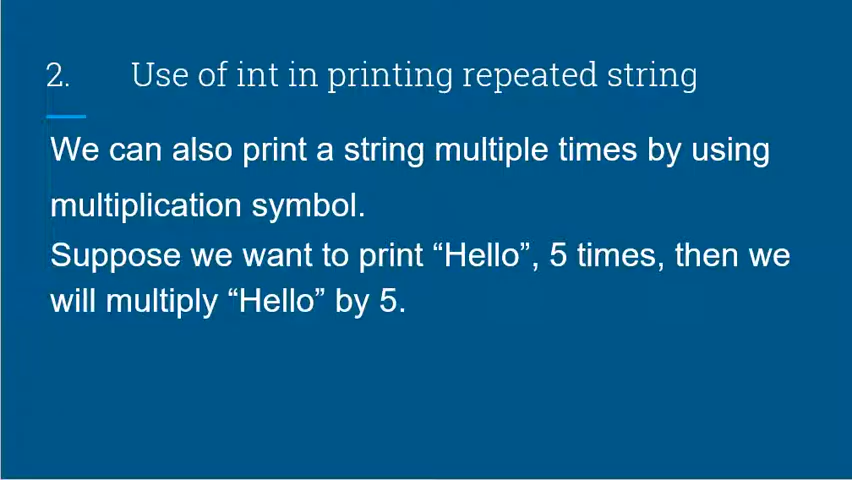 2. Use of int in printing repeated string
We can also print a string multiple times by using
multiplication symbol.
Suppose we want to print “Hello”, 5 times, then we
will multiply “Hello” by 5.